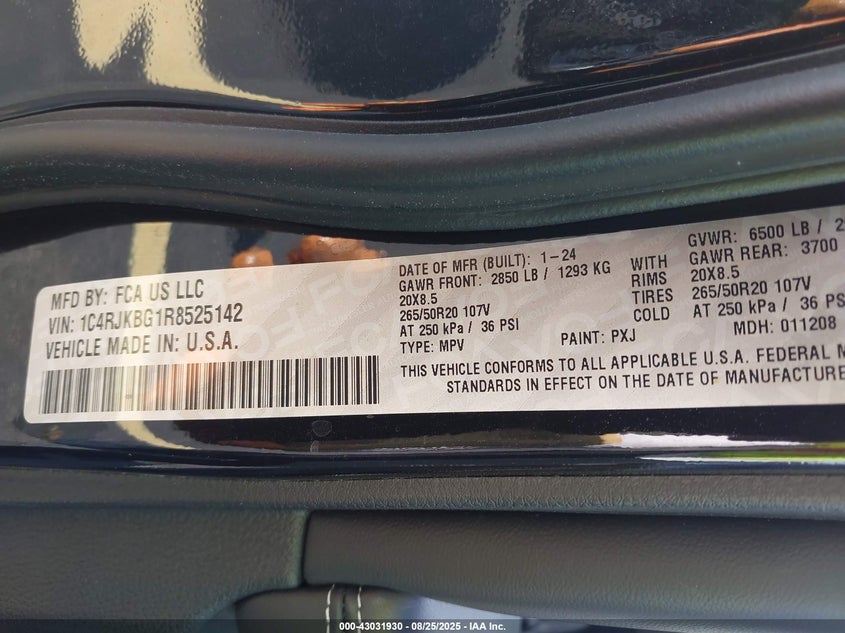 MFD BY: FCA US LLC
VIN: 1C4RJKBG1R8525142
VEHICLE MADE IN: U.S.A.
DATE OF MFR (BUILT): 1-24
GAWR FRONT: 2850 LB / 1293 KG
20X8.5
265/50R20 107V
AT 250 kPa / 36 PSI
TYPE: MPV
WITH
RIMS
TIRES
COLD
GVWR: 6500 LB /
GAWR REAR: 3700
20X8.5
265/50R20 107V
AT 250 kPa / 36 PSI
PAINT: PXJ
MDH: 011208
THIS VEHICLE CONFORMS TO ALL APPLICABLE U.S.A. FEDERAL M
STANDARDS IN EFFECT ON THE DATE OF MANUFACTURE
000-43031930 - 08/25/2025 - IAA Inc.